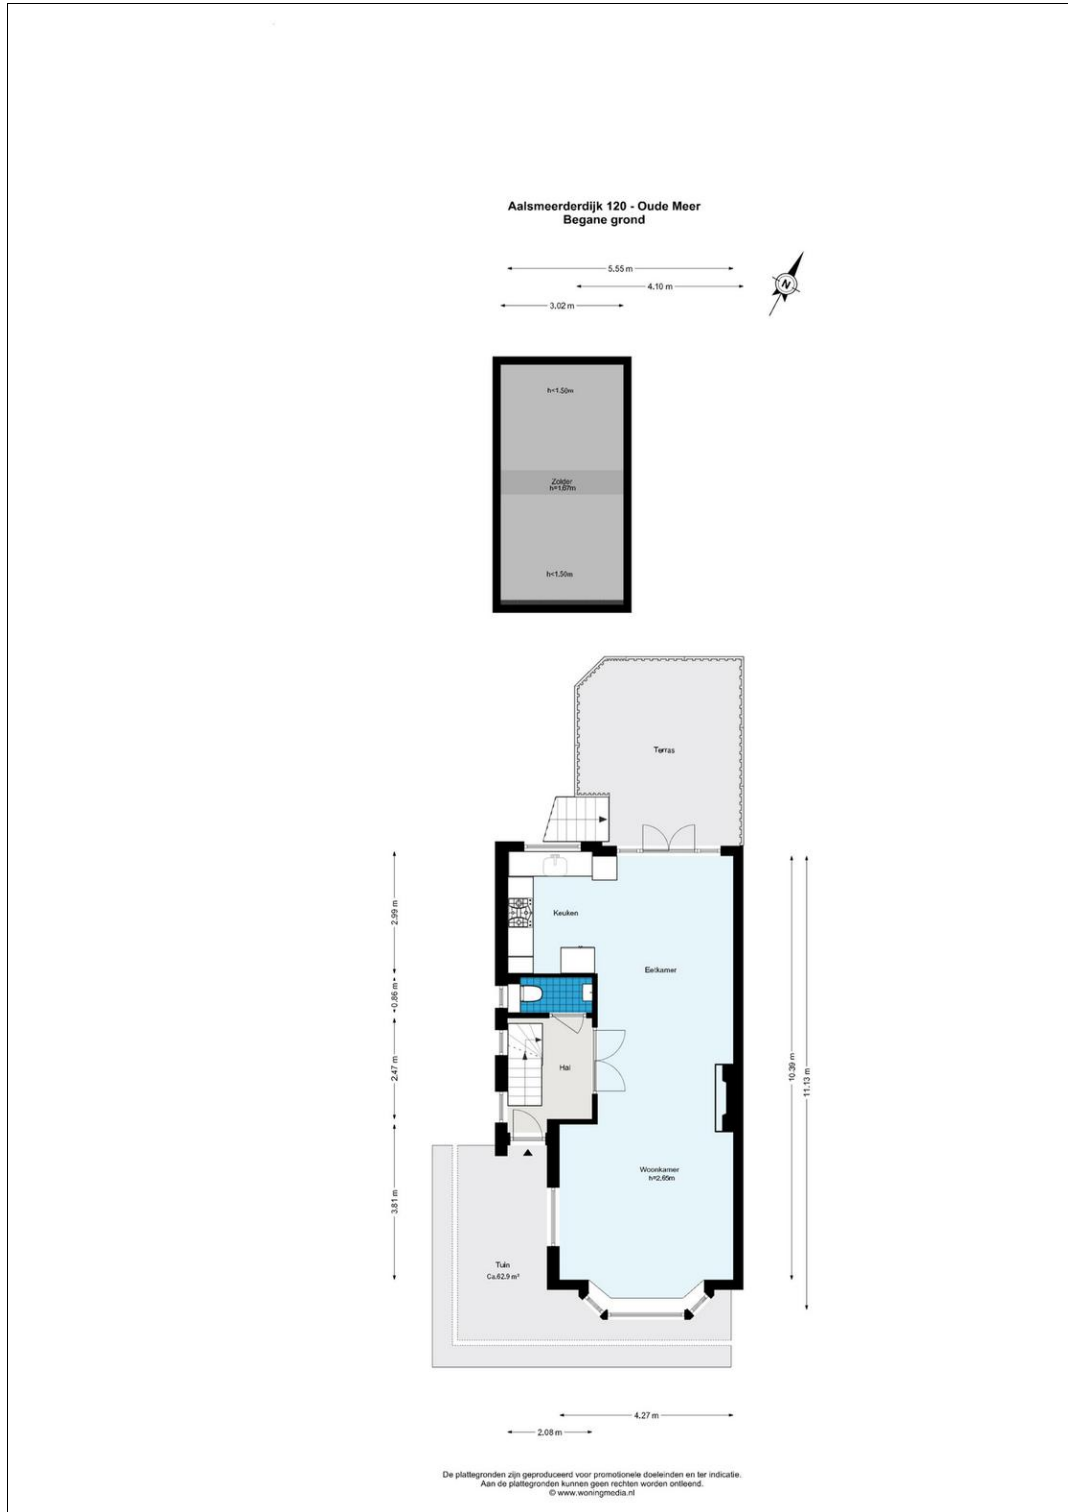 Aalsmeerderdijk 120 - Oude Meer
Begane grond
5.55 m
4.10 m
3.02 m
N
h<1.50m
Zolder
h=1,67m
h<1.50m
Terras
Keuken
Eetkamer
Hal
Woonkamer
h=2,65m
Tuin
Ca.62.9 m²
2.99 m
0.86 m
2.47 m
3.81 m
10.39 m
11.13 m
4.27 m
2.08 m
De plattegronden zijn geproduceerd voor promotionele doeleinden en ter indicatie.
Aan de plattegronden kunnen geen rechten worden ontleend.
© www.woningmedia.nl